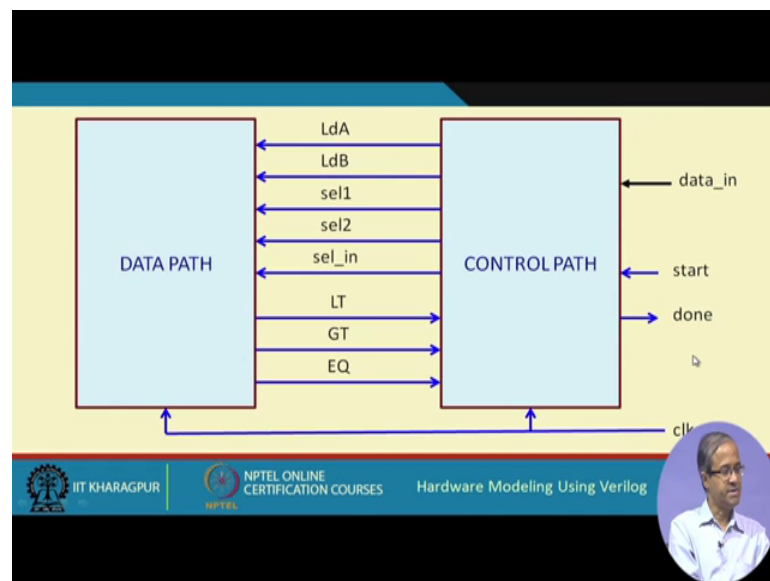 LdA
LdB
sel1
sel2
sel_in
LT
GT
EQ
DATA PATH
CONTROL PATH
data_in
start
done
clk
IIT KHARAGPUR
NPTEL
NPTEL ONLINE
CERTIFICATION COURSES
Hardware Modeling Using Verilog